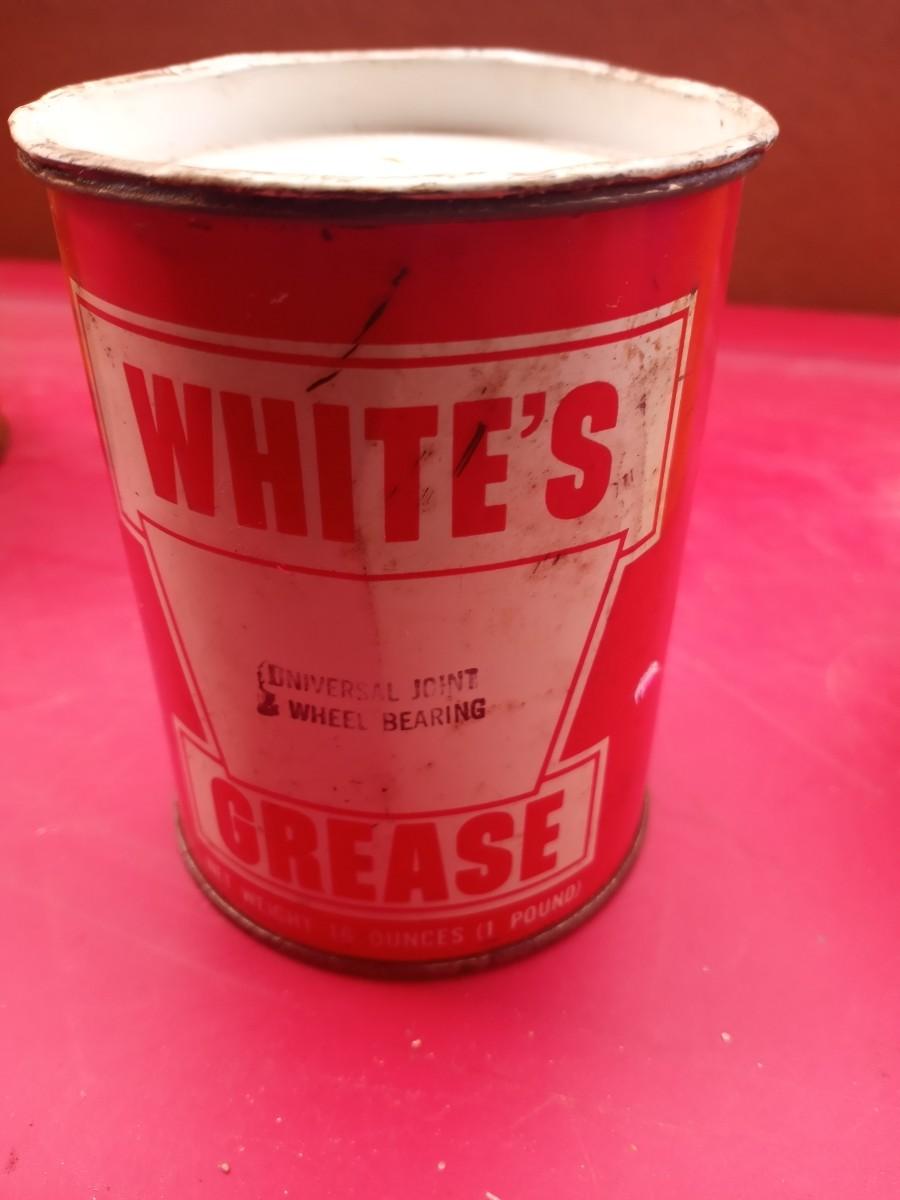 WHITE'S
UNIVERSAL JOINT
& WHEEL BEARING
GREASE
NET WEIGHT 16 OUNCES (1 POUND)